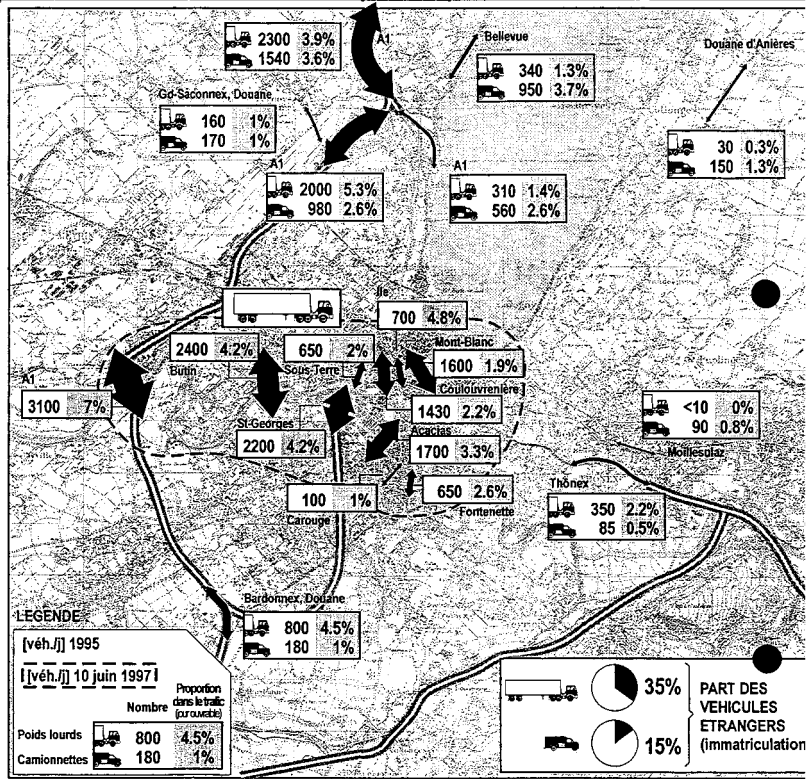 A1
2300 3.9%
1540 3.6%
Bellevue
340 1.3%
950 3.7%
Douane d'Anières
30 0.3%
150 1.3%
Gd-Saconnex, Douane
160 1%
170 1%
A1
2000 5.3%
980 2.6%
A1
310 1.4%
560 2.6%
Ile
700 4.8%
2400 4.2%
Butin
650 2%
Sous-Terre
Mont-Blanc
1600 1.9%
A1
3100 7%
Coulouvrenière
1430 2.2%
St-Georges
2200 4.2%
Acacias
1700 3.3%
<10 0%
90 0.8%
Moillesulaz
100 1%
Carouge
650 2.6%
Fontenette
Thônex
350 2.2%
85 0.5%
Bardonnex, Douane
800 4.5%
180 1%
LEGENDE
[véh./j] 1995
[véh./j] 10 juin 1997
Nombre
Proportion
dans le trafic
(jour ouvrable)
Poids lourds 800 4.5%
Camionnettes 180 1%
35%
15%
PART DES
VEHICULES
ETRANGERS
(immatriculation